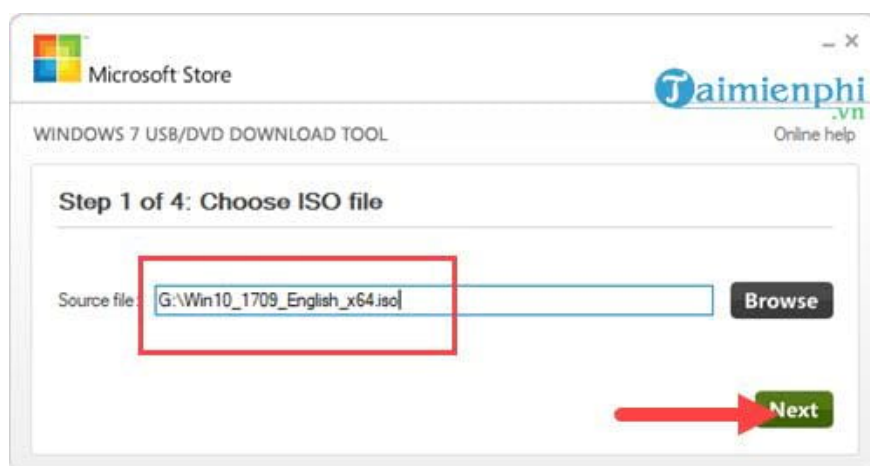 Microsoft Store
Taimienphi
.vn
WINDOWS 7 USB/DVD DOWNLOAD TOOL
Online help
Step 1 of 4: Choose ISO file
Source file: G:\Win10_1709_English_x64.iso Browse
Next